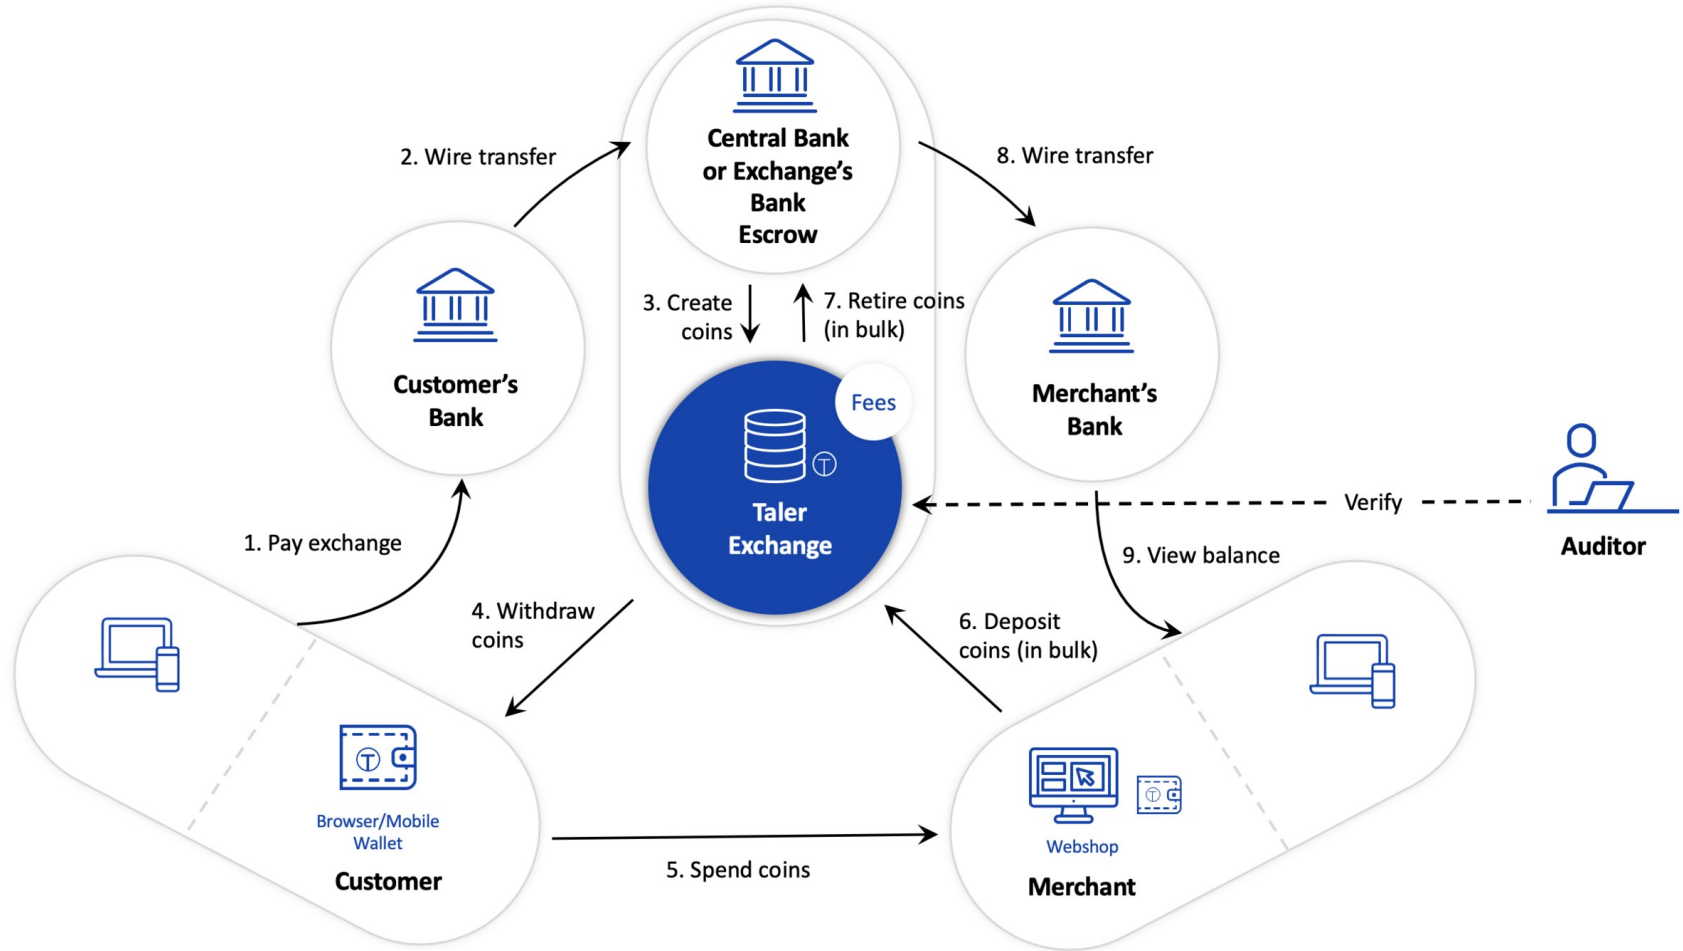 Central Bank
or Exchange's
Bank
Escrow
2. Wire transfer
8. Wire transfer
Customer's
Bank
3. Create
coins
7. Retire coins
(in bulk)
Merchant's
Bank
Fees
T
Taler
Exchange
Verify
Auditor
1. Pay exchange
9. View balance
4. Withdraw
coins
6. Deposit
coins (in bulk)
T
Browser/Mobile
Wallet
Customer
5. Spend coins
T
Webshop
Merchant